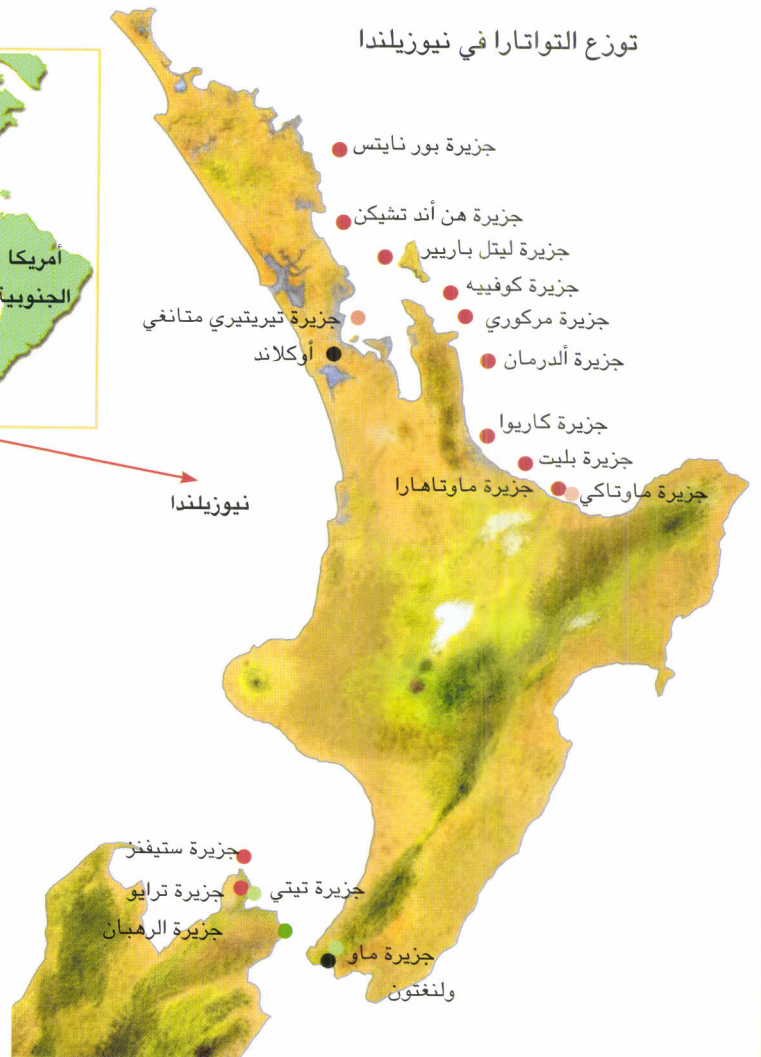 توزع التواتارا في نيوزيلندا
جزيرة بور نايتس
جزيرة هن أند تشيكن
جزيرة ليتل باريير
أمريكا
الجنوبية
جزيرة كوفييه
جزيرة تيريتيري متانغي
جزيرة مركوري
أوكلاند
جزيرة ألدرمان
جزيرة كاريوا
جزيرة بليت
جزيرة ماوتاهارا
جزيرة ماوتاكي
نيوزيلندا
جزيرة ستيفنز
جزيرة ترايو
جزيرة تيتي
جزيرة الرهبان
جزيرة ماو
ولنغتون